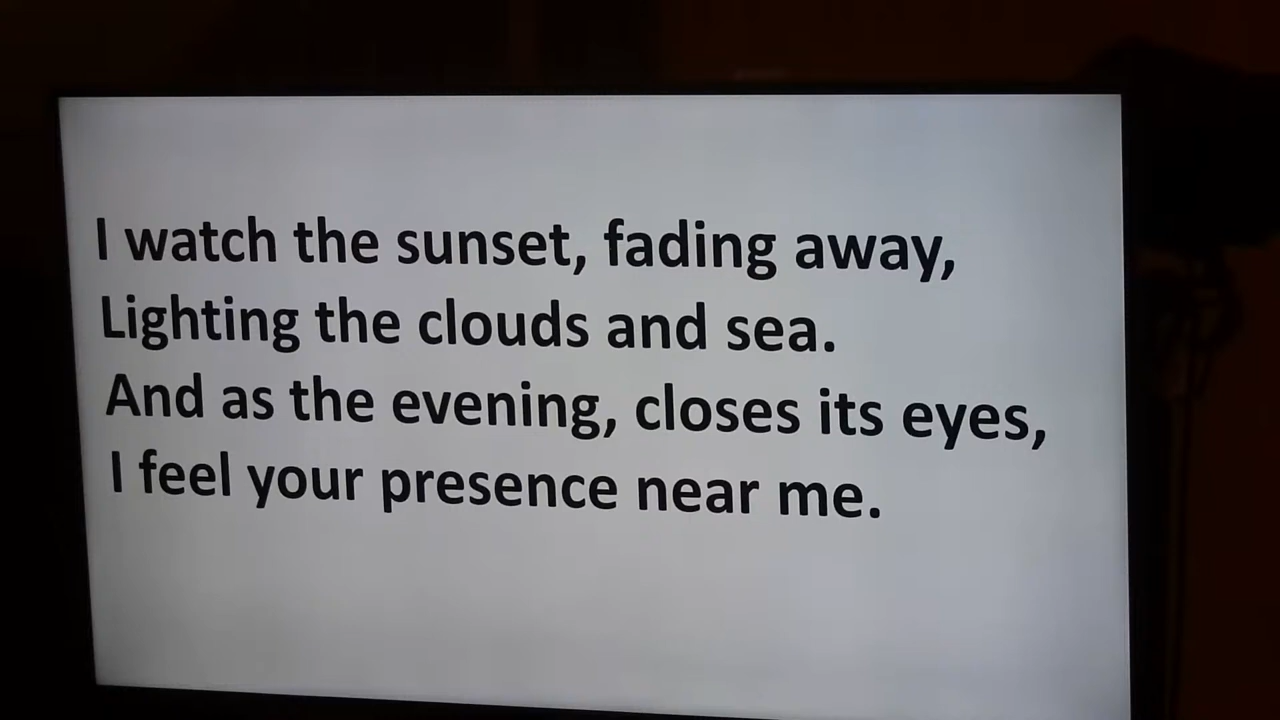 I watch the sunset, fading away,
Lighting the clouds and sea.
And as the evening, closes its eyes,
I feel your presence near me.